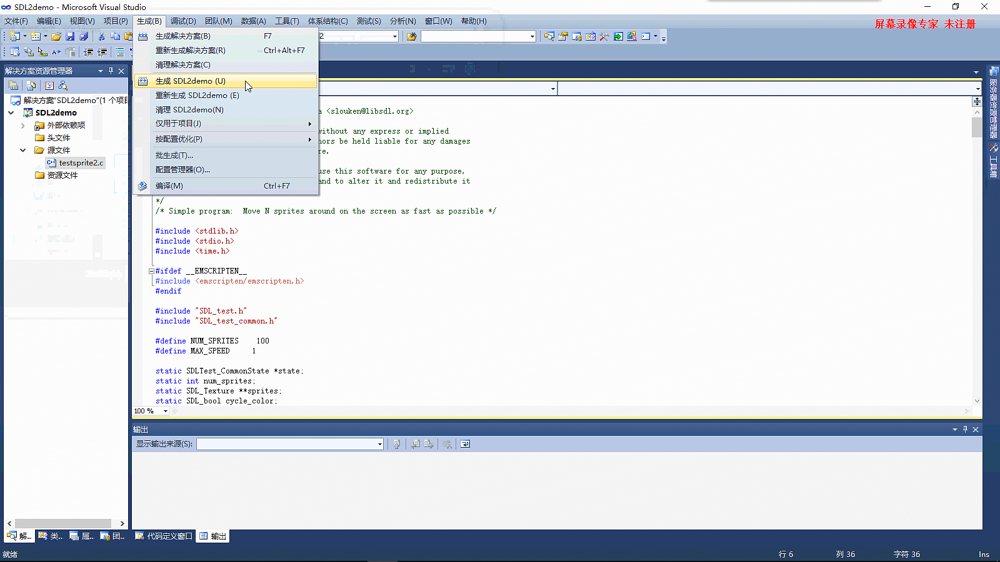 SDL2demo - Microsoft Visual Studio
文件(F) 编辑(E) 视图(V) 项目(P) 生成(B) 调试(D) 团队(M) 数据(A) 工具(T) 体系结构(C) 测试(S) 分析(N) 窗口(W) 帮助(H)
屏幕录像专家 未注册
生成解决方案(B) F7
重新生成解决方案(R) Ctrl+Alt+F7
清理解决方案(C)
生成 SDL2demo (U)
重新生成 SDL2demo (E)
清理 SDL2demo(N)
仅用于项目(J)
按配置优化(P)
批生成(T)...
配置管理器(O)...
编译(M) Ctrl+F7
2
解决方案资源管理器
解决方案"SDL2demo"(1 个项目
SDL2demo
外部依赖项
头文件
源文件
testsprite2.c
资源文件
a <slouken@libsdl.org>
without any express or implied
hors be held liable for any damages
re.
use this software for any purpose,
and to alter it and redistribute it
*/
/* Simple program:  Move N sprites around on the screen as fast as possible */
#include <stdlib.h>
#include <stdio.h>
#include <time.h>
#ifdef __EMSCRIPTEN__
#include <emscripten/emscripten.h>
#endif
#include "SDL_test.h"
#include "SDL_test_common.h"
#define NUM_SPRITES    100
#define MAX_SPEED     1
static SDLTest_CommonState *state;
static int num_sprites;
static SDL_Texture **sprites;
static SDL_bool cycle_color;
100 %
服务器资源管理器
工具箱
输出
显示输出来源(S):
解... 类... 属... 团... 代码定义窗口 输出
就绪 行 6 列 36 字符 36 Ins